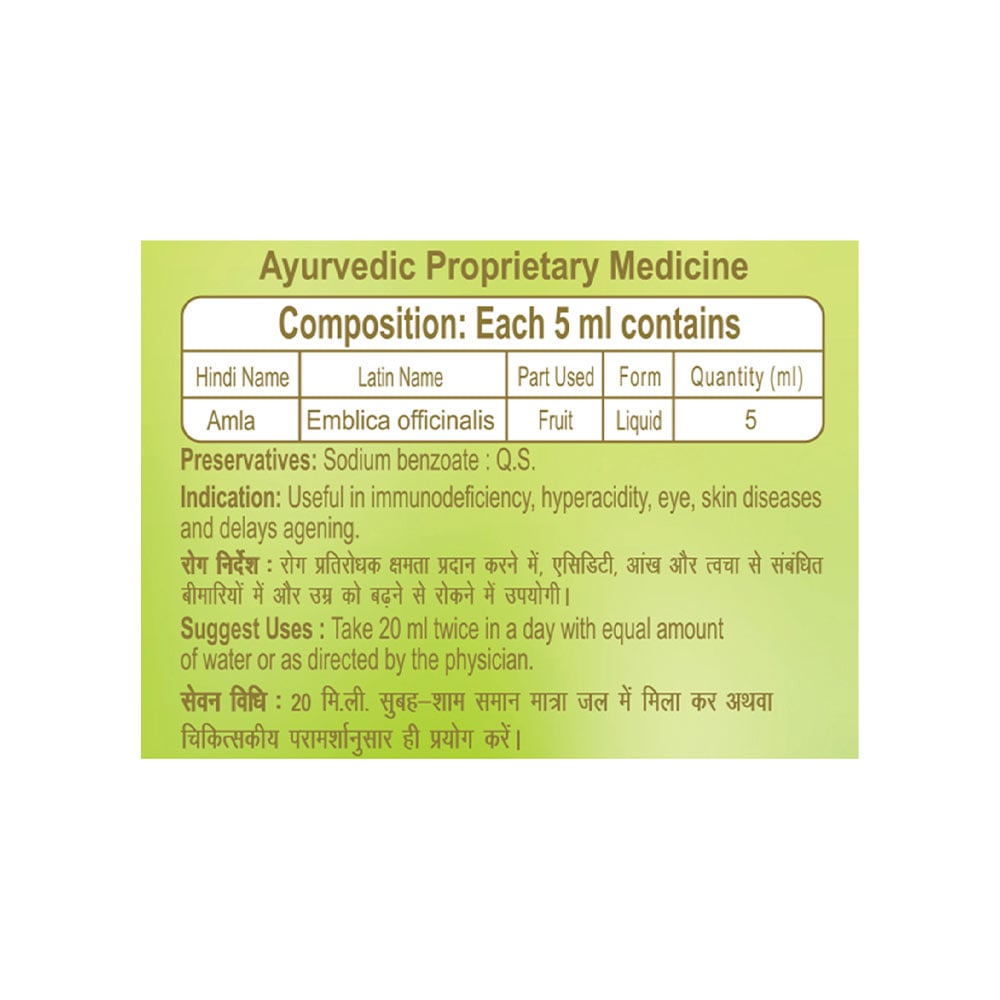 Ayurvedic Proprietary Medicine
Composition: Each 5 ml contains
Hindi Name Latin Name Part Used Form Quantity (ml)
Amla Emblica officinalis Fruit Liquid 5
Preservatives: Sodium benzoate : Q.S.
Indication: Useful in immunodeficiency, hyperacidity, eye, skin diseases
and delays agening.
रोग निर्देश : रोग प्रतिरोधक क्षमता प्रदान करने में, एसिडिटी, आंख और त्वचा से संबंधित
बीमारियों में और उम्र को बढ़ने से रोकने में उपयोगी।
Suggest Uses : Take 20 ml twice in a day with equal amount
of water or as directed by the physician.
सेवन विधि : 20 मि.ली. सुबह-शाम समान मात्रा जल में मिला कर अथवा
चिकित्सकीय परामर्शानुसार ही प्रयोग करें।